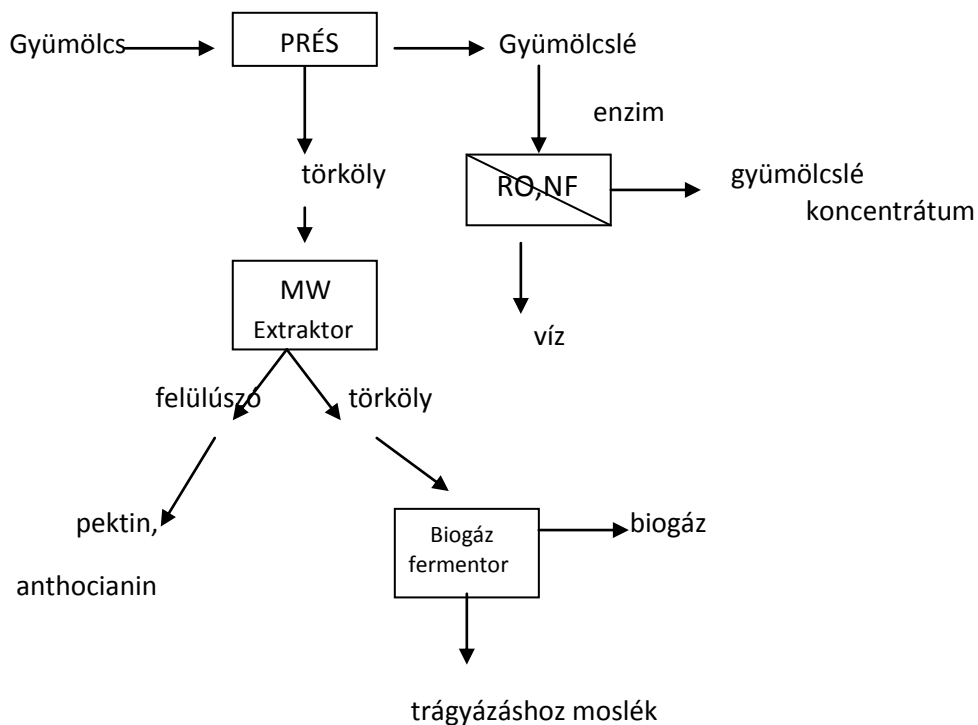 Gyümölcs
PRÉS
Gyümölcslé
enzim
törköly
RO,NF
gyümölcslé
koncentrátum
MW
Extraktor
víz
felülúszó
törköly
pektin,
anthocianin
Biogáz
fermentor
biogáz
trágyázáshoz moslék